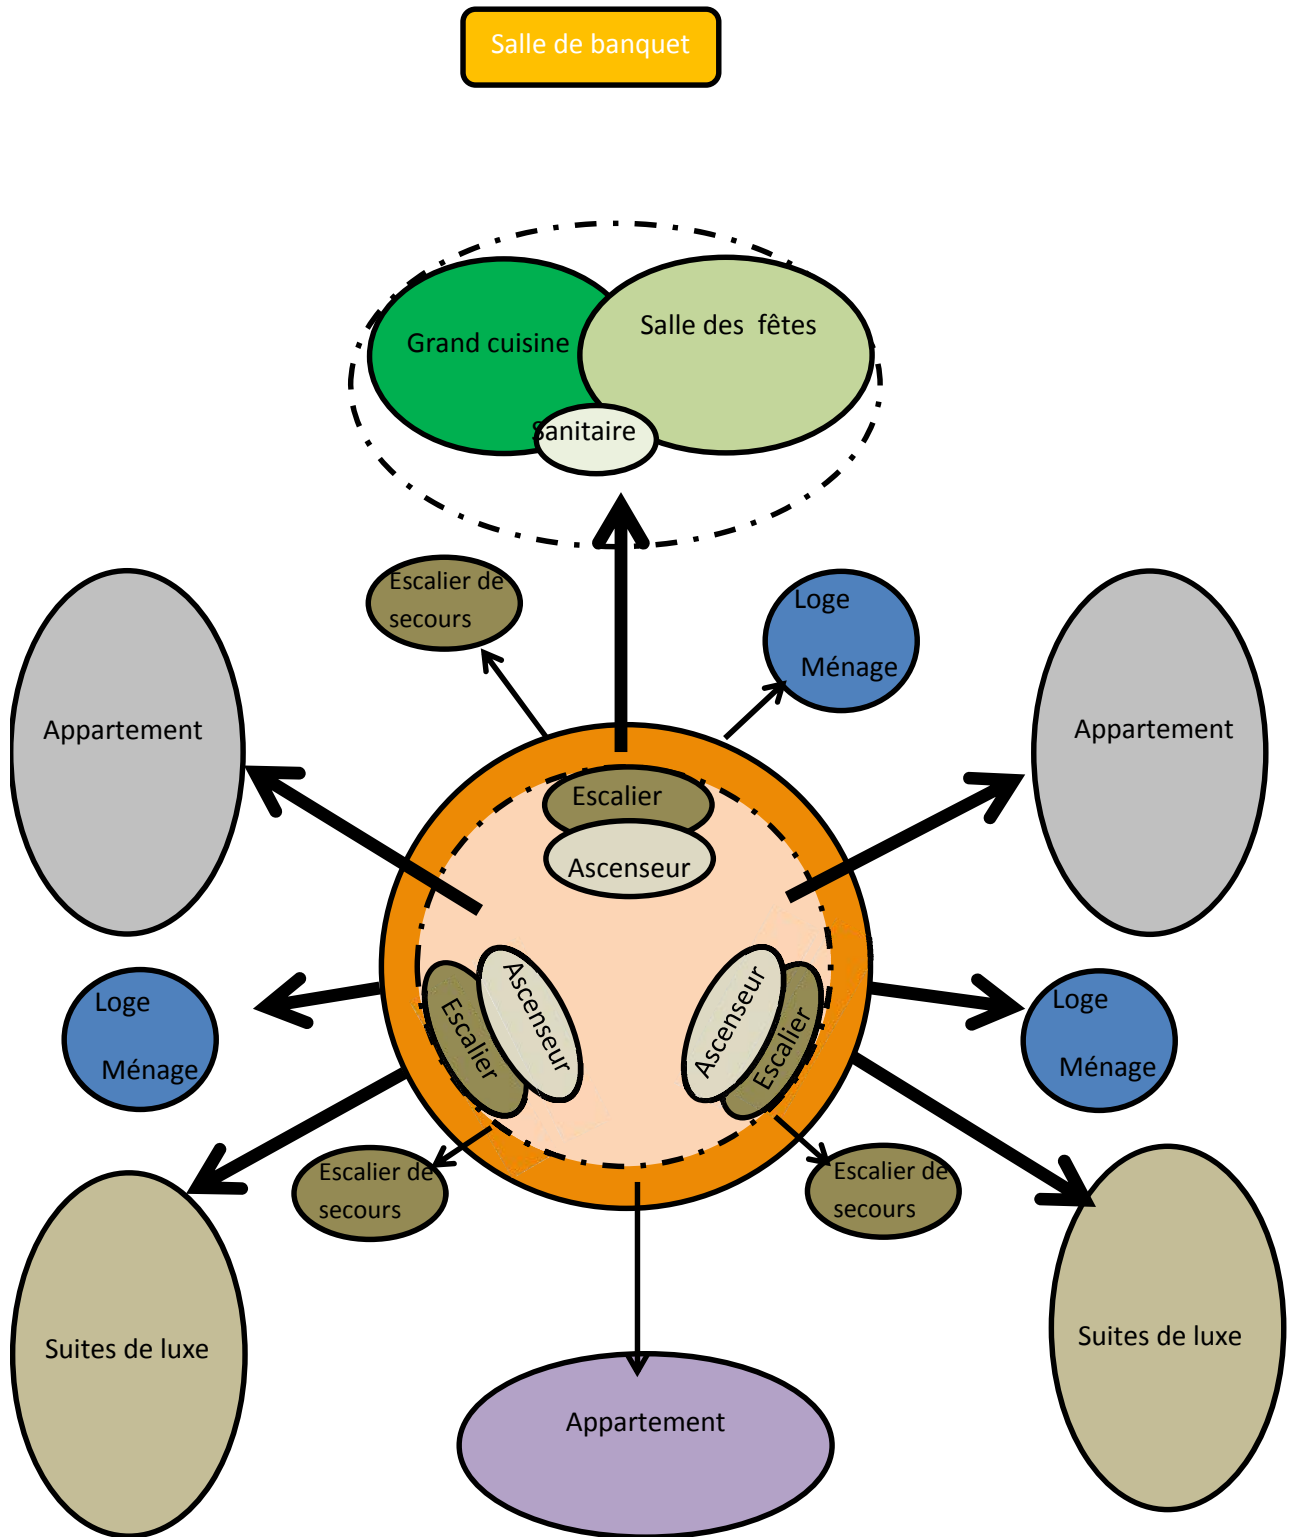 Salle de banquet
Grand cuisine
Salle des fêtes
Sanitaire
Escalier de
secours
Loge
Ménage
Appartement
Appartement
Escalier
Ascenseur
Loge
Ménage
Escalier
Ascenseur
Ascenseur
Escalier
Loge
Ménage
Escalier de
secours
Escalier de
secours
Suites de luxe
Suites de luxe
Appartement